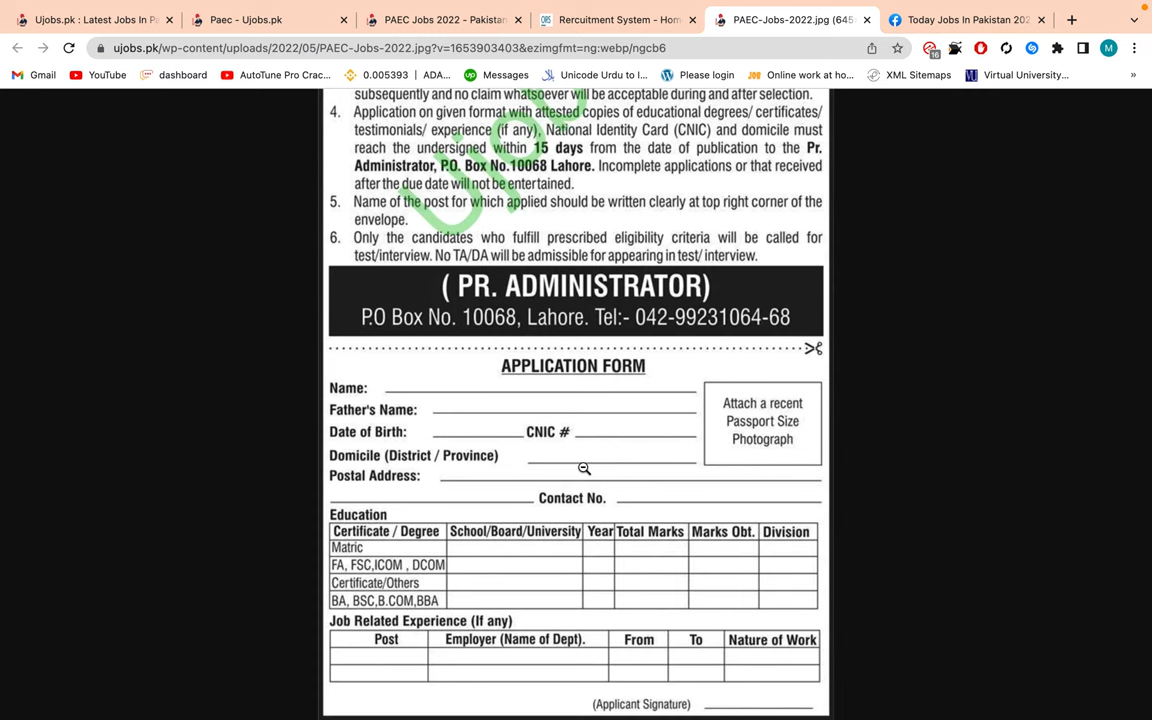 Ujobs.pk : Latest Jobs In Pa
Paec - Ujobs.pk
PAEC Jobs 2022 - Pakistan
ORS
Rercuitment System - Hom
PAEC-Jobs-2022.jpg (645
Today Jobs In Pakistan 202
ujobs.pk/wp-content/uploads/2022/05/PAEC-Jobs-2022.jpg?v=1653903403&ezimgfmt=ng:webp/ngcb6
16
M
Gmail
YouTube
dashboard
AutoTune Pro Crac...
0.005393 | ADA...
up Messages
Unicode Urdu to I...
Please login
Online work at ho...
XML Sitemaps
Virtual University...
»
subsequently and no claim whatsoever will be acceptable during and after selection.
4. Application on given format with attested copies of educational degrees/ certificates/
testimonials/ experience (if any), National Identity Card (CNIC) and domicile must
reach the undersigned within 15 days from the date of publication to the Pr.
Administrator, P.O. Box No.10068 Lahore. Incomplete applications or that received
after the due date will not be entertained.
5. Name of the post for which applied should be written clearly at top right corner of the
envelope.
6. Only the candidates who fulfill prescribed eligibility criteria will be called for
test/interview. No TA/DA will be admissible for appearing in test/ interview.
Ujob
( PR. ADMINISTRATOR)
P.O Box No. 10068, Lahore. Tel:- 042-99231064-68
APPLICATION FORM
Name:
Father's Name:
Date of Birth: CNIC #
Domicile (District / Province)
Postal Address:
Attach a recent
Passport Size
Photograph
Contact No.
Education
Certificate / Degree School/Board/University Year Total Marks Marks Obt. Division
Matric
FA, FSC,ICOM , DCOM
Certificate/Others
BA, BSC,B.COM,BBA
Job Related Experience (If any)
Post Employer (Name of Dept). From To Nature of Work
(Applicant Signature)